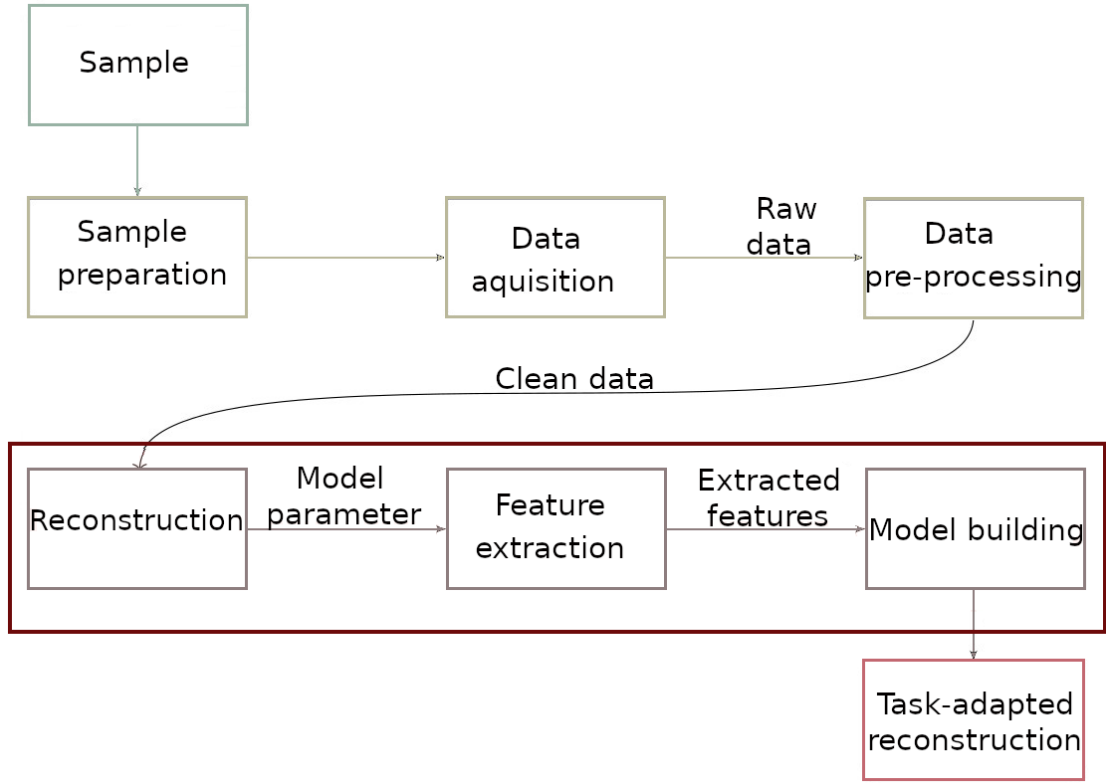 Sample
Sample
preparation
Data
aquisition
Raw
data
Data
pre-processing
Clean data
Reconstruction
Model
parameter
Feature
extraction
Extracted
features
Model building
Task-adapted
reconstruction